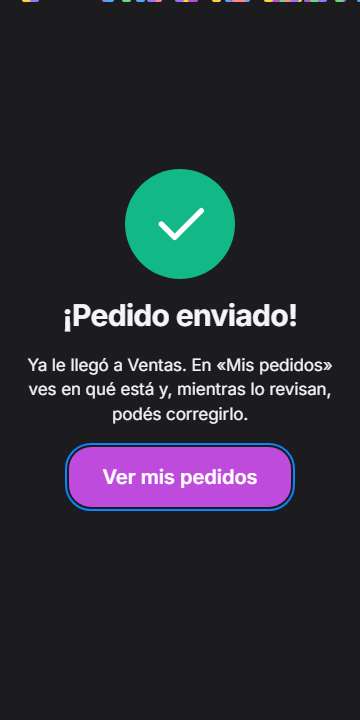 ¡Pedido enviado!
Ya le llegó a Ventas. En «Mis pedidos»
ves en qué está y, mientras lo revisan,
podés corregirlo.
Ver mis pedidos